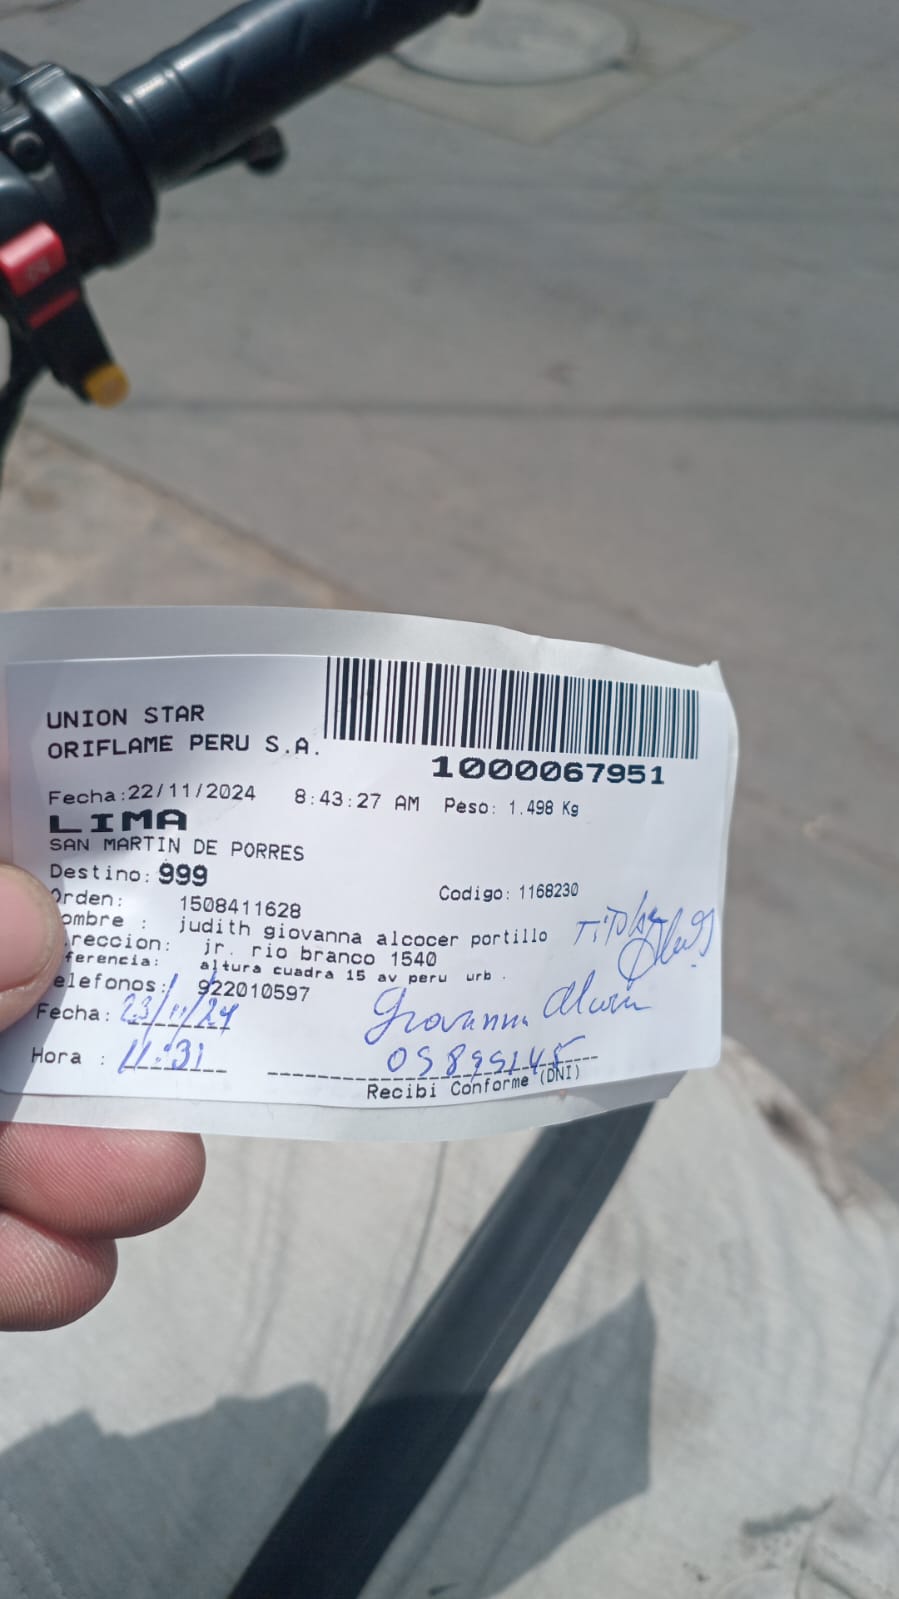 UNION STAR
ORIFLAME PERU S.A.
1000067951
Fecha:22/11/2024 8:43:27 AM Peso: 1.498 Kg
LIMA
SAN MARTIN DE PORRES
Destino: 999
Codigo: 1168230
Orden: 1508411628
ombre : judith giovanna alcocer portillo
reccion: jr. rio branco 1540
ferencia: altura cuadra 15 av peru urb .
elefonos: 922010597
Titular
Fecha: 23/11/24
Giovanna
Hora : 11:31
Recibi Conforme (DNI)